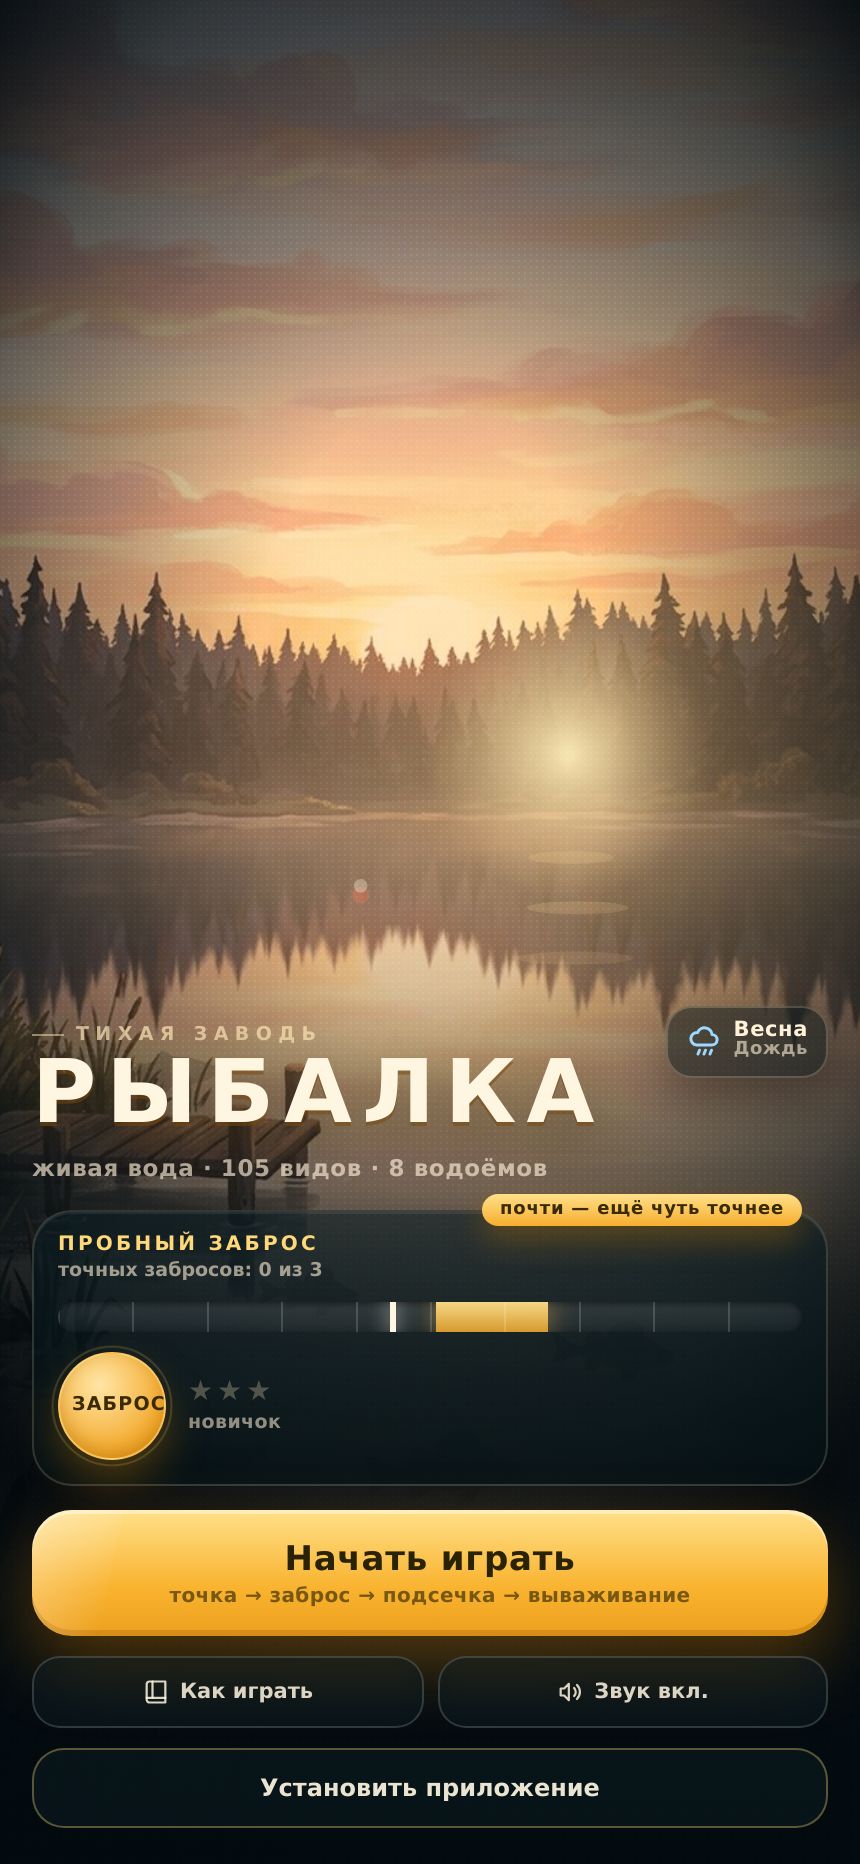 ТИХАЯ ЗАВОДЬ
РЫБАЛКА
Весна
Дождь
живая вода · 105 видов · 8 водоёмов
почти — ещё чуть точнее
ПРОБНЫЙ ЗАБРОС
точных забросов: 0 из 3
ЗАБРОС
★★★
новичок
Начать играть
точка → заброс → подсечка → вываживание
Как играть
Звук вкл.
Установить приложение